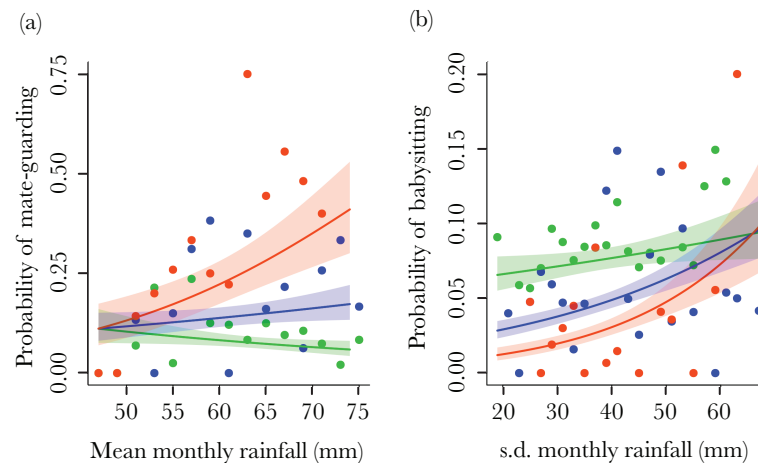 (a)
Probability of mate-guarding
0.75
0.50
0.25
0.00
50 55 60 65 70 75
Mean monthly rainfall (mm)
(b)
Probability of babysitting
0.20
0.15
0.10
0.05
0.00
20 30 40 50 60
s.d. monthly rainfall (mm)